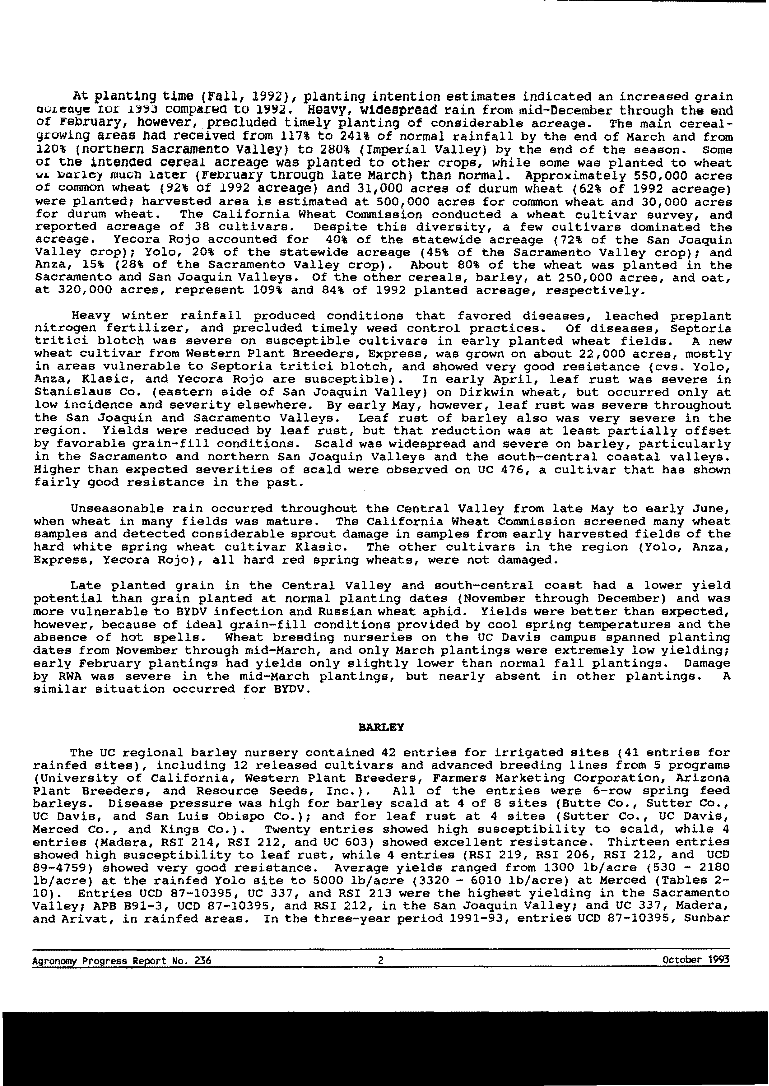 At planting time (Fall, 1992), planting intention estimates indicated an increased grain
acreage for 1993 compared to 1992. Heavy, widespread rain from mid-December through the end
of February, however, precluded timely planting of considerable acreage. The main cereal-
growing areas had received from 117% to 241% of normal rainfall by the end of March and from
120% (northern Sacramento Valley) to 280% (Imperial Valley) by the end of the season. Some
of the intended cereal acreage was planted to other crops, while some was planted to wheat
or barley much later (February through late March) than normal. Approximately 550,000 acres
of common wheat (92% of 1992 acreage) and 31,000 acres of durum wheat (62% of 1992 acreage)
were planted; harvested area is estimated at 500,000 acres for common wheat and 30,000 acres
for durum wheat. The California Wheat Commission conducted a wheat cultivar survey, and
reported acreage of 38 cultivars. Despite this diversity, a few cultivars dominated the
acreage. Yecora Rojo accounted for 40% of the statewide acreage (72% of the San Joaquin
Valley crop); Yolo, 20% of the statewide acreage (45% of the Sacramento Valley crop); and
Anza, 15% (28% of the Sacramento Valley crop). About 80% of the wheat was planted in the
Sacramento and San Joaquin Valleys. Of the other cereals, barley, at 250,000 acres, and oat,
at 320,000 acres, represent 109% and 84% of 1992 planted acreage, respectively.
Heavy winter rainfall produced conditions that favored diseases, leached preplant
nitrogen fertilizer, and precluded timely weed control practices. Of diseases, Septoria
tritici blotch was severe on susceptible cultivars in early planted wheat fields. A new
wheat cultivar from Western Plant Breeders, Express, was grown on about 22,000 acres, mostly
in areas vulnerable to Septoria tritici blotch, and showed very good resistance (cvs. Yolo,
Anza, Klasic, and Yecora Rojo are susceptible). In early April, leaf rust was severe in
Stanislaus Co. (eastern side of San Joaquin Valley) on Dirkwin wheat, but occurred only at
low incidence and severity elsewhere. By early May, however, leaf rust was severe throughout
the San Joaquin and Sacramento Valleys. Leaf rust of barley also was very severe in the
region. Yields were reduced by leaf rust, but that reduction was at least partially offset
by favorable grain-fill conditions. Scald was widespread and severe on barley, particularly
in the Sacramento and northern San Joaquin Valleys and the south-central coastal valleys.
Higher than expected severities of scald were observed on UC 476, a cultivar that has shown
fairly good resistance in the past.
Unseasonable rain occurred throughout the Central Valley from late May to early June,
when wheat in many fields was mature. The California Wheat Commission screened many wheat
samples and detected considerable sprout damage in samples from early harvested fields of the
hard white spring wheat cultivar Klasic. The other cultivars in the region (Yolo, Anza,
Express, Yecora Rojo), all hard red spring wheats, were not damaged.
Late planted grain in the Central Valley and south-central coast had a lower yield
potential than grain planted at normal planting dates (November through December) and was
more vulnerable to BYDV infection and Russian wheat aphid. Yields were better than expected,
however, because of ideal grain-fill conditions provided by cool spring temperatures and the
absence of hot spells. Wheat breeding nurseries on the UC Davis campus spanned planting
dates from November through mid-March, and only March plantings were extremely low yielding;
early February plantings had yields only slightly lower than normal fall plantings. Damage
by RWA was severe in the mid-March plantings, but nearly absent in other plantings. A
similar situation occurred for BYDV.
BARLEY
The UC regional barley nursery contained 42 entries for irrigated sites (41 entries for
rainfed sites), including 12 released cultivars and advanced breeding lines from 5 programs
(University of California, Western Plant Breeders, Farmers Marketing Corporation, Arizona
Plant Breeders, and Resource Seeds, Inc.). All of the entries were 6-row spring feed
barleys. Disease pressure was high for barley scald at 4 of 8 sites (Butte Co., Sutter Co.,
UC Davis, and San Luis Obispo Co.); and for leaf rust at 4 sites (Sutter Co., UC Davis,
Merced Co., and Kings Co.). Twenty entries showed high susceptibility to scald, while 4
entries (Madera, RSI 214, RSI 212, and UC 603) showed excellent resistance. Thirteen entries
showed high susceptibility to leaf rust, while 4 entries (RSI 219, RSI 206, RSI 212, and UCD
89-4759) showed very good resistance. Average yields ranged from 1300 lb/acre (530 - 2180
lb/acre) at the rainfed Yolo site to 5000 lb/acre (3320 - 6010 lb/acre) at Merced (Tables 2-
10). Entries UCD 87-10395, UC 337, and RSI 213 were the highest yielding in the Sacramento
Valley; APB B91-3, UCD 87-10395, and RSI 212, in the San Joaquin Valley; and UC 337, Madera,
and Arivat, in rainfed areas. In the three-year period 1991-93, entries UCD 87-10395, Sunbar
Agronomy Progress Report No. 236 2 October 1993